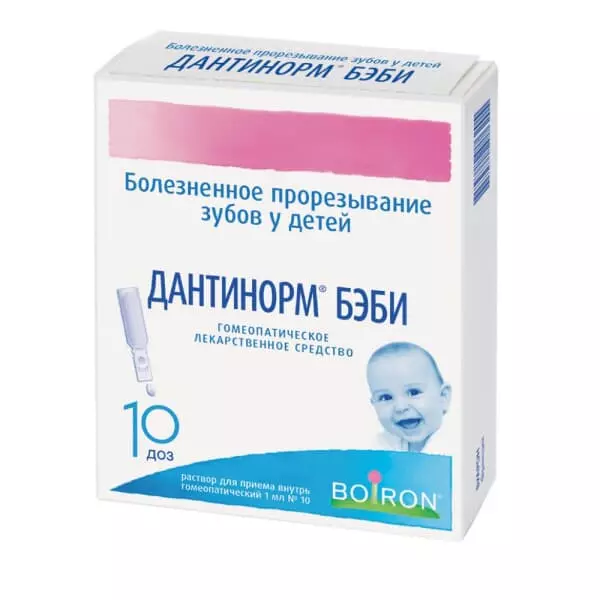 Болезненное прорезывание зубов у детей
ДАНТИНОРМ® БЭБИ
Болезненное прорезывание
зубов у детей
ДАНТИНОРМ® БЭБИ
ГОМЕОПАТИЧЕСКОЕ
ЛЕКАРСТВЕННОЕ СРЕДСТВО
10 ДОЗ
раствор для приема внутрь
гомеопатический 1 мл № 10
BOIRON®